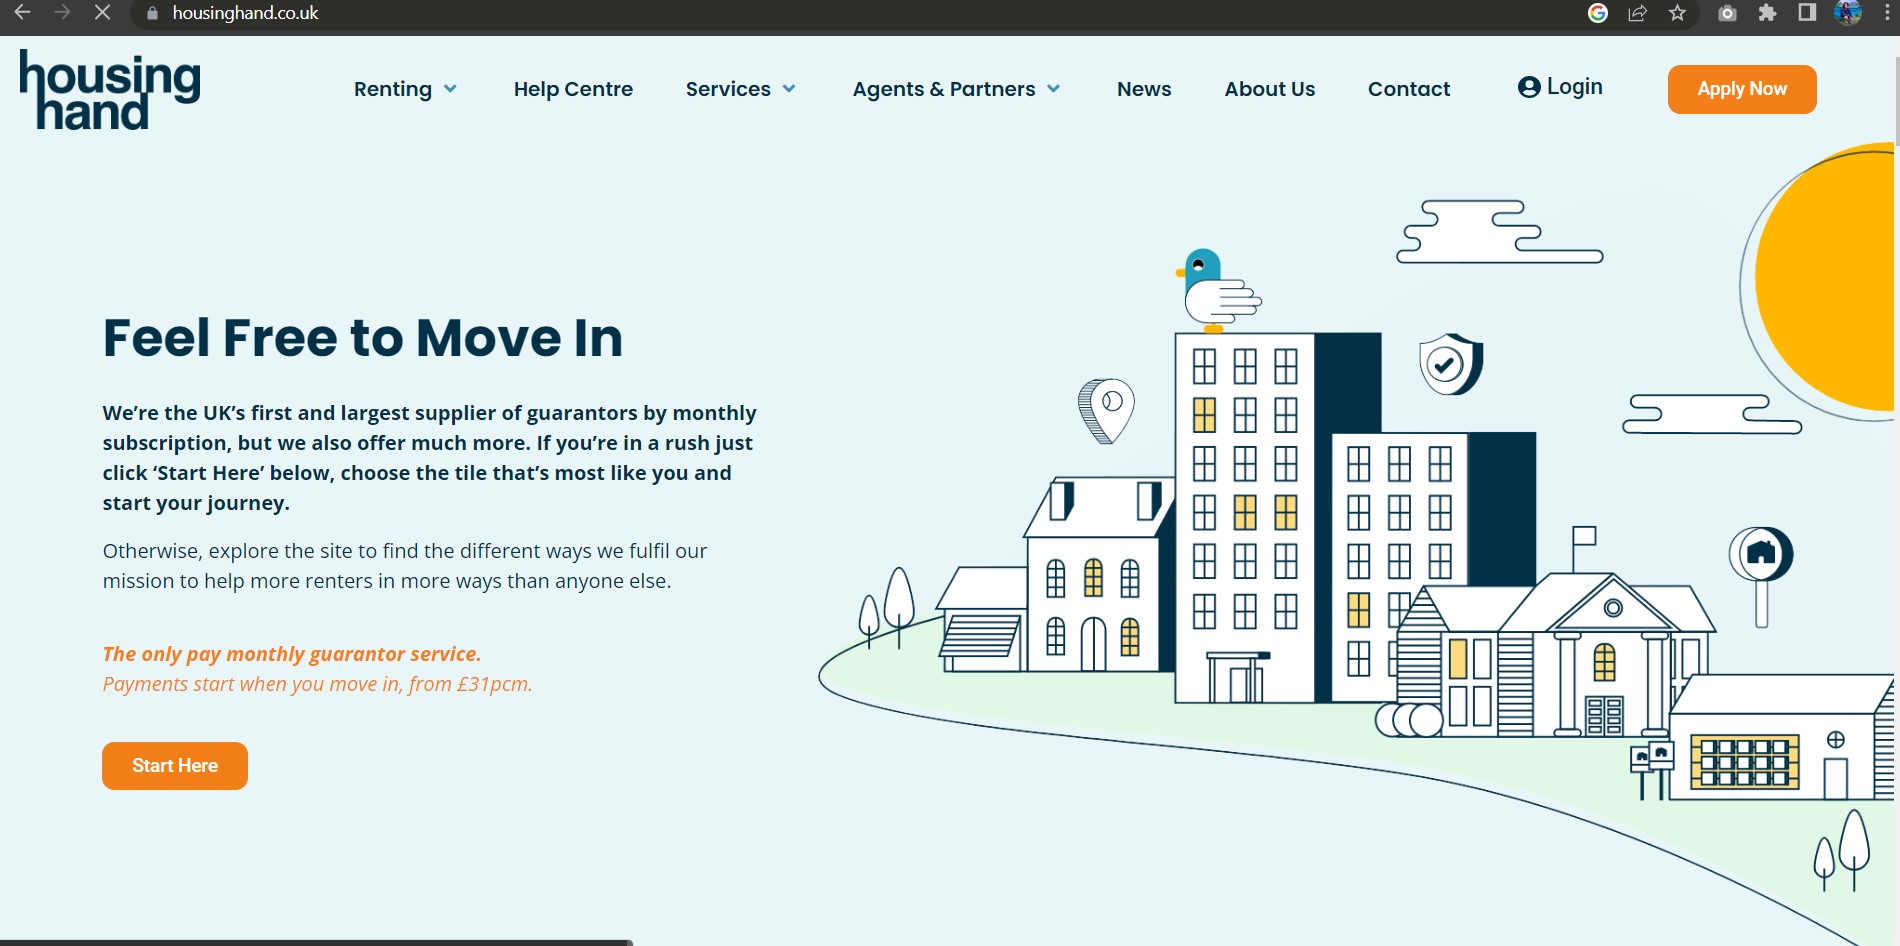 housinghand.co.uk
housing
hand
Renting
Help Centre
Services
Agents & Partners
News
About Us
Contact
Login
Apply Now
Feel Free to Move In
We’re the UK’s first and largest supplier of guarantors by monthly
subscription, but we also offer much more. If you’re in a rush just
click ‘Start Here’ below, choose the tile that’s most like you and
start your journey.
Otherwise, explore the site to find the different ways we fulfil our
mission to help more renters in more ways than anyone else.
The only pay monthly guarantor service.
Payments start when you move in, from £31pcm.
Start Here